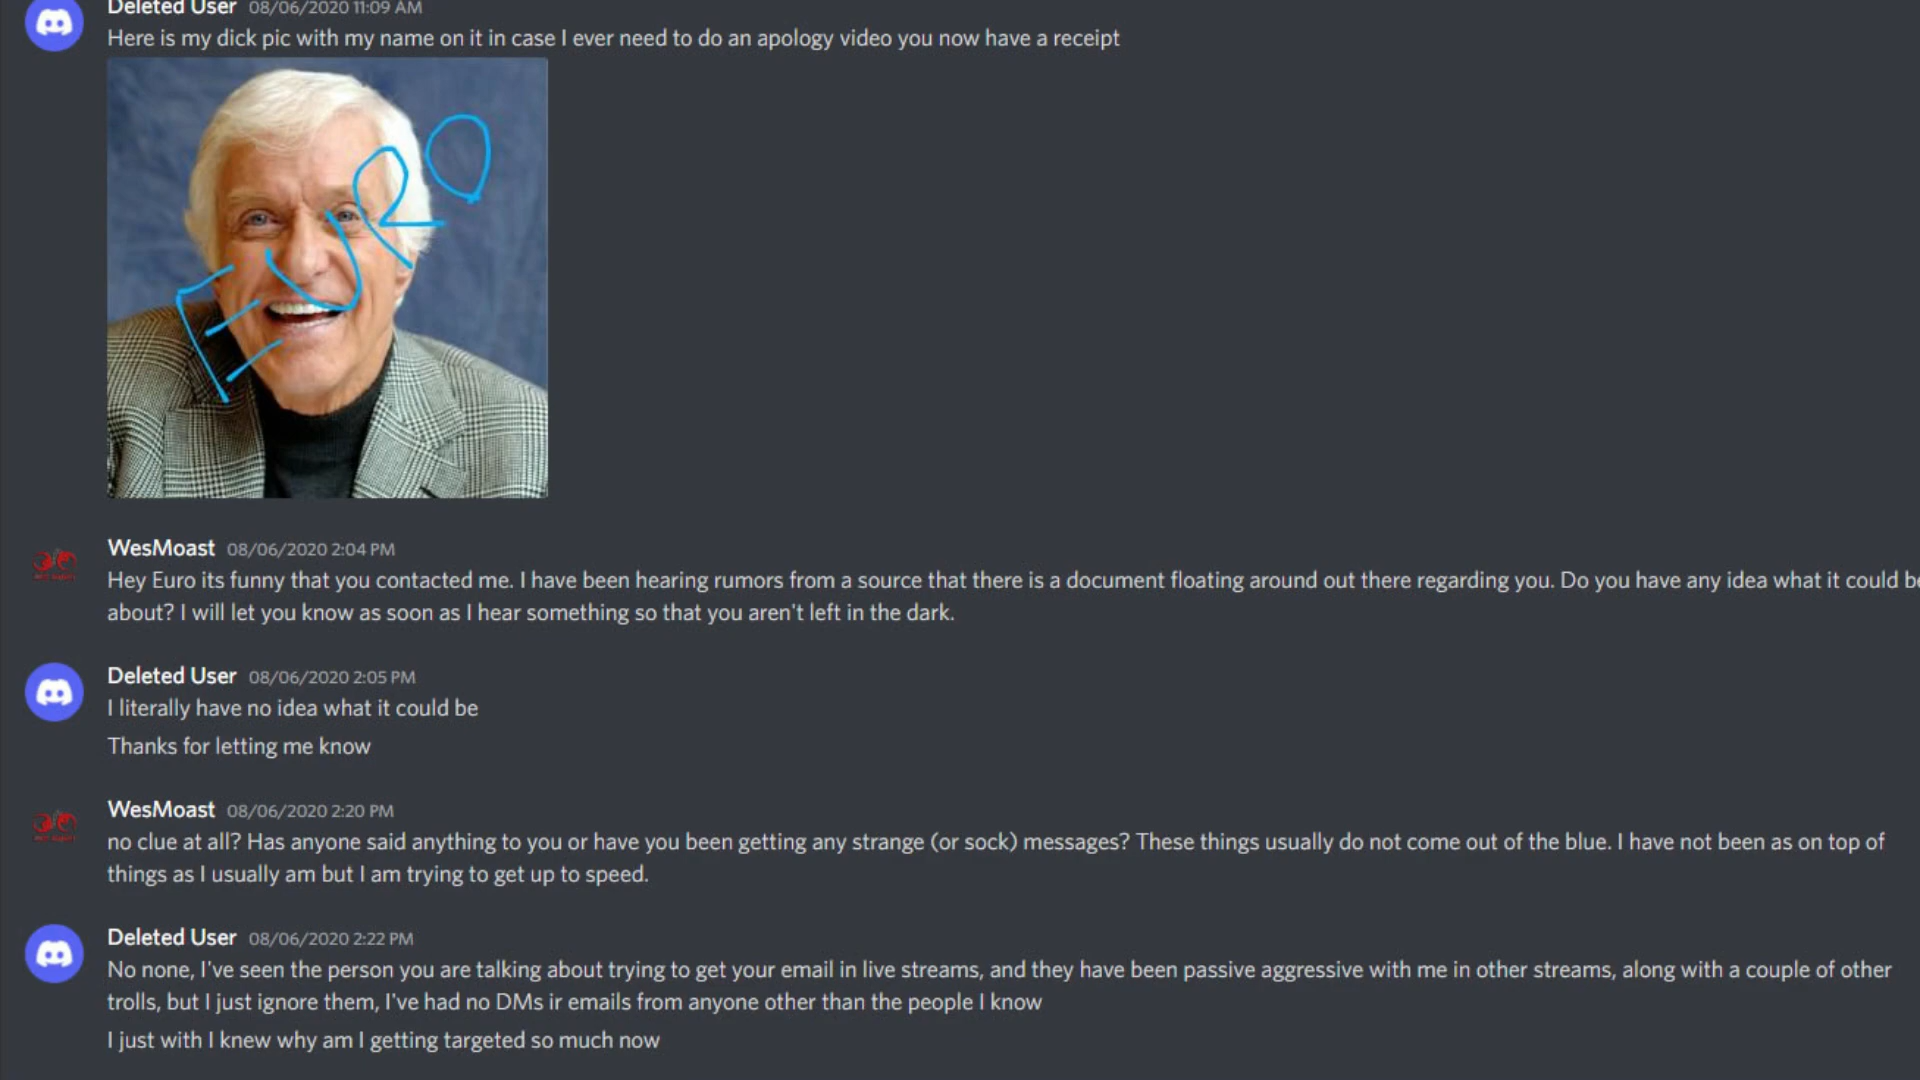 Deleted User 08/06/2020 11:09 AM
Here is my dick pic with my name on it in case I ever need to do an apology video you now have a receipt
EURO
WesMoast 08/06/2020 2:04 PM
Hey Euro its funny that you contacted me. I have been hearing rumors from a source that there is a document floating around out there regarding you. Do you have any idea what it could be
about? I will let you know as soon as I hear something so that you aren't left in the dark.
Deleted User 08/06/2020 2:05 PM
I literally have no idea what it could be
Thanks for letting me know
WesMoast 08/06/2020 2:20 PM
no clue at all? Has anyone said anything to you or have you been getting any strange (or sock) messages? These things usually do not come out of the blue. I have not been as on top of
things as I usually am but I am trying to get up to speed.
Deleted User 08/06/2020 2:22 PM
No none, I've seen the person you are talking about trying to get your email in live streams, and they have been passive aggressive with me in other streams, along with a couple of other
trolls, but I just ignore them, I've had no DMs ir emails from anyone other than the people I know
I just with I knew why am I getting targeted so much now